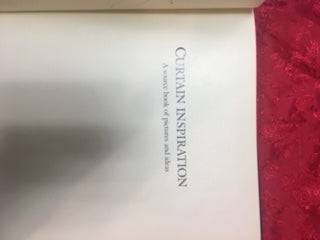 CURTAIN INSPIRATION
A source book of pictures and ideas